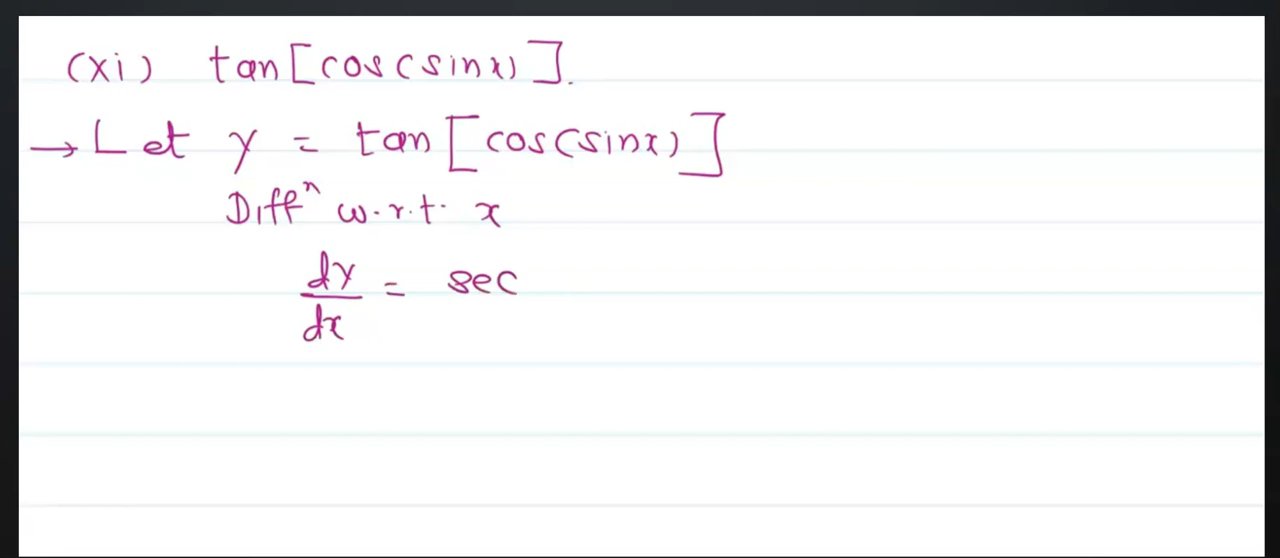 (xi) tan[cos(sinx)].
→ Let y = tan[cos(sinx)]
Diffⁿ w.r.t. x
dy/dx = sec